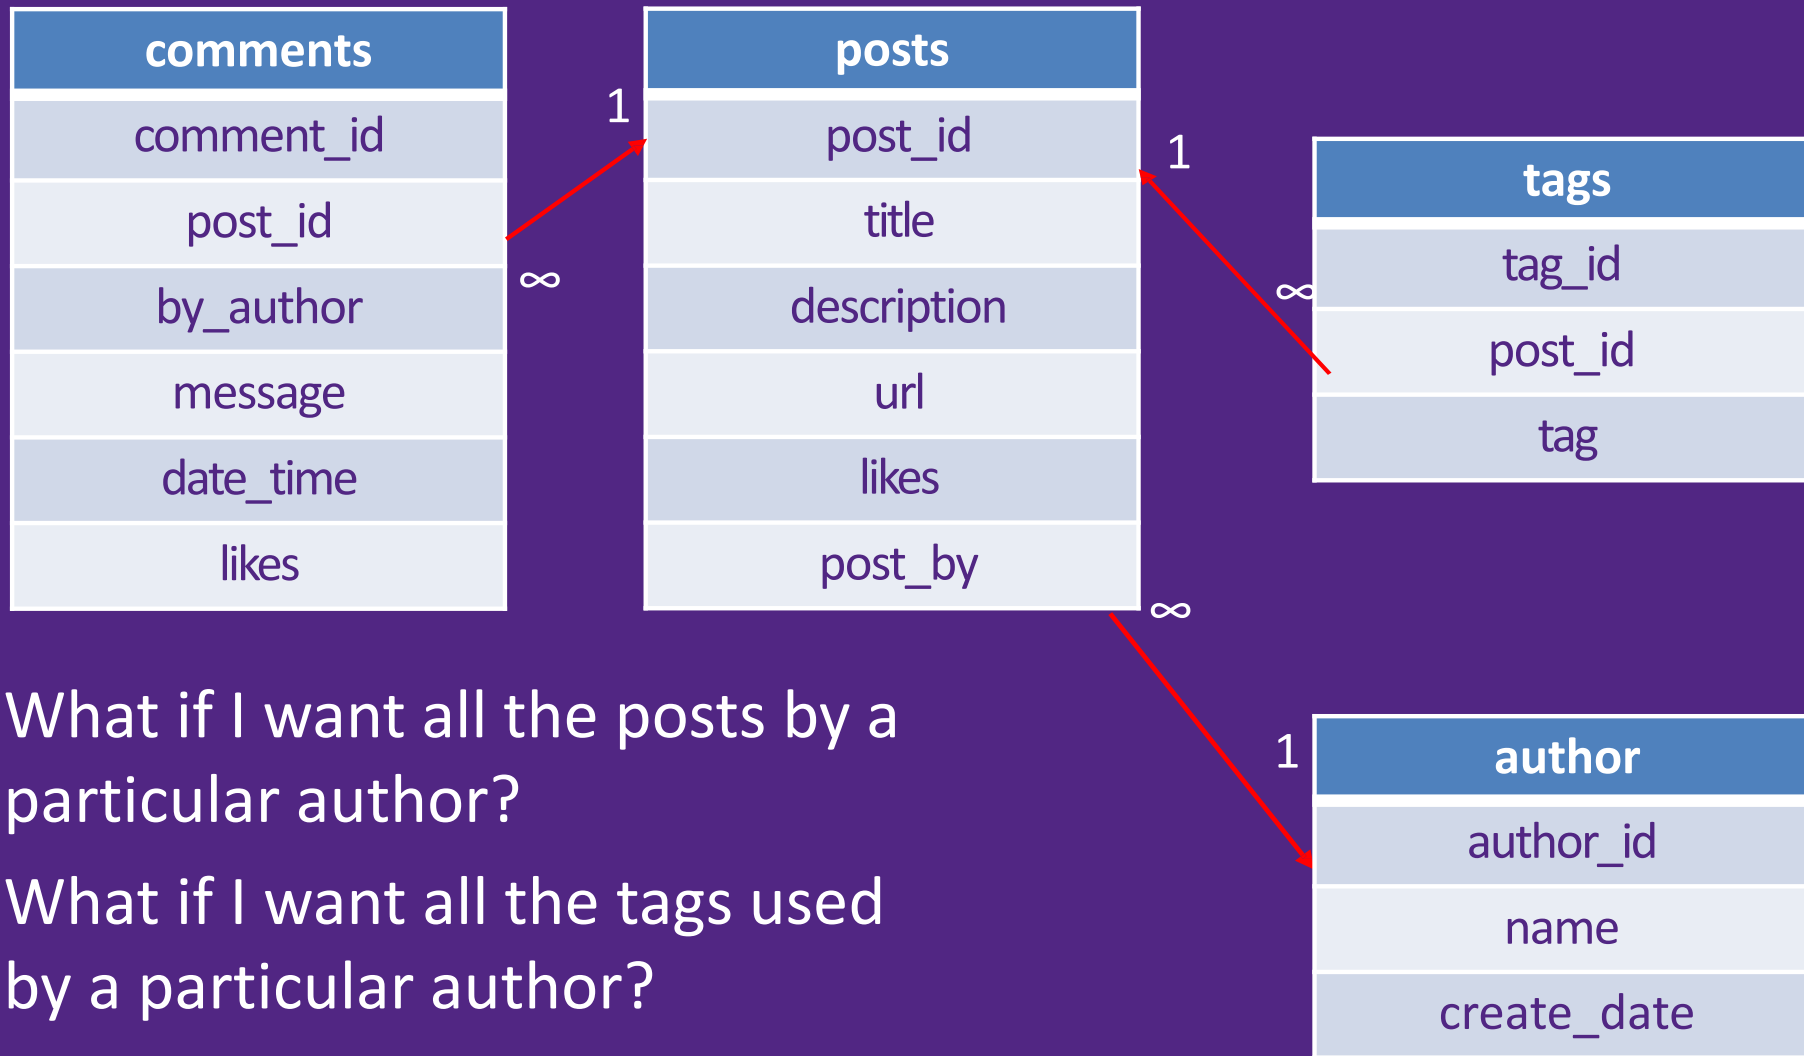 comments
comment_id
post_id
by_author
message
date_time
likes
1
∞
posts
post_id
title
description
url
likes
post_by
1
∞
∞
tags
tag_id
post_id
tag
1
author
author_id
name
create_date
What if I want all the posts by a
particular author?
What if I want all the tags used
by a particular author?